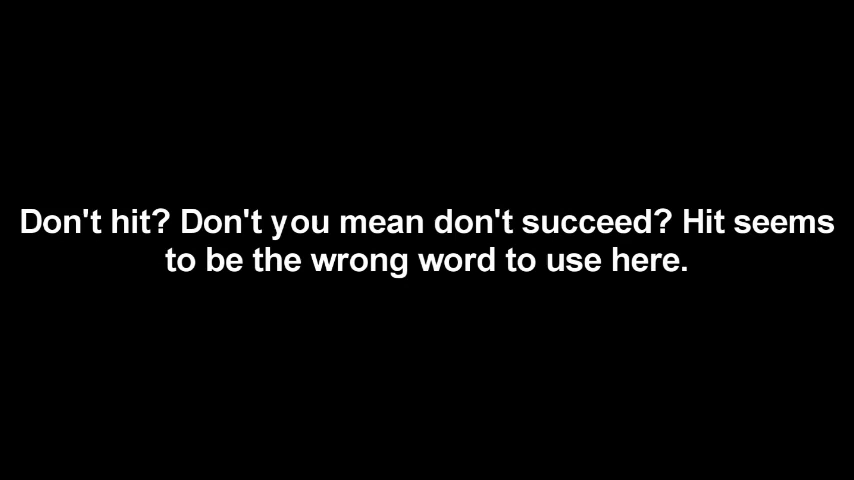 Don't hit? Don't you mean don't succeed? Hit seems
to be the wrong word to use here.